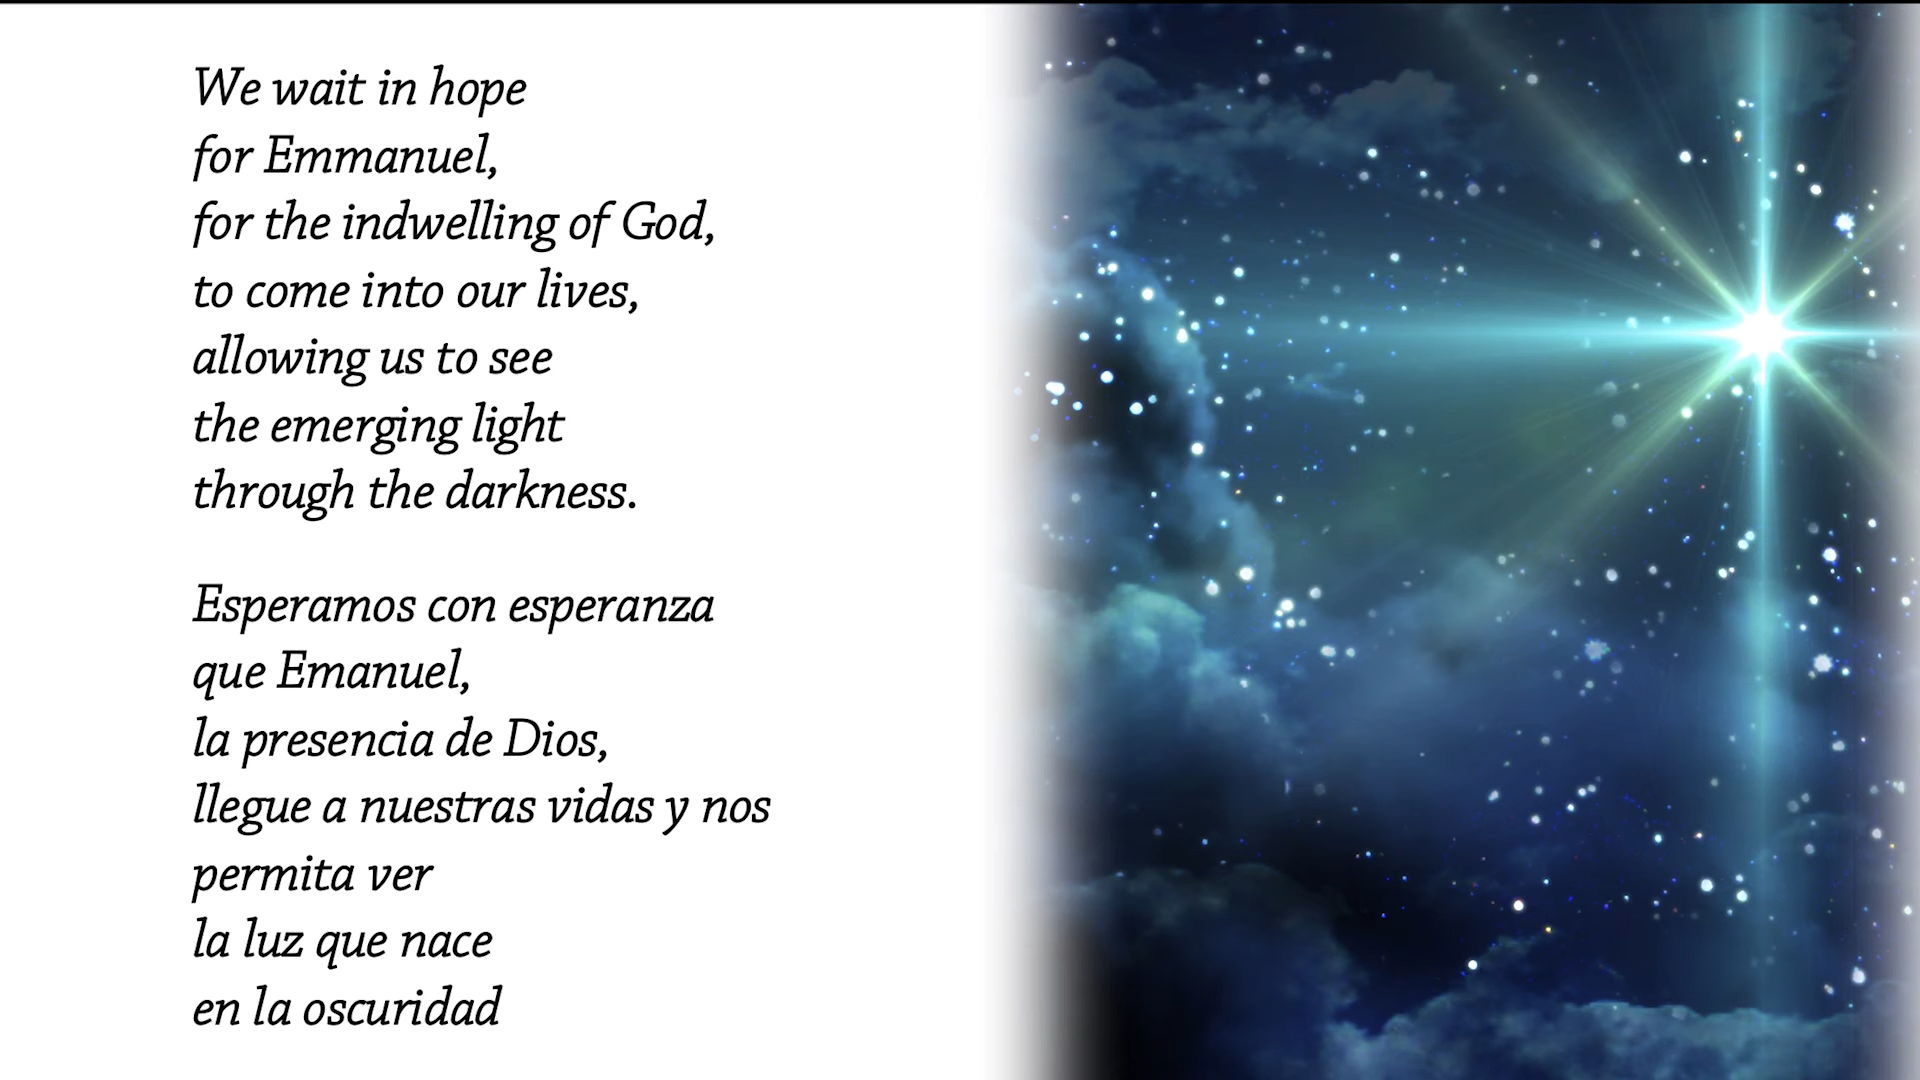 We wait in hope
for Emmanuel,
for the indwelling of God,
to come into our lives,
allowing us to see
the emerging light
through the darkness.
Esperamos con esperanza
que Emanuel,
la presencia de Dios,
llegue a nuestras vidas y nos
permita ver
la luz que nace
en la oscuridad